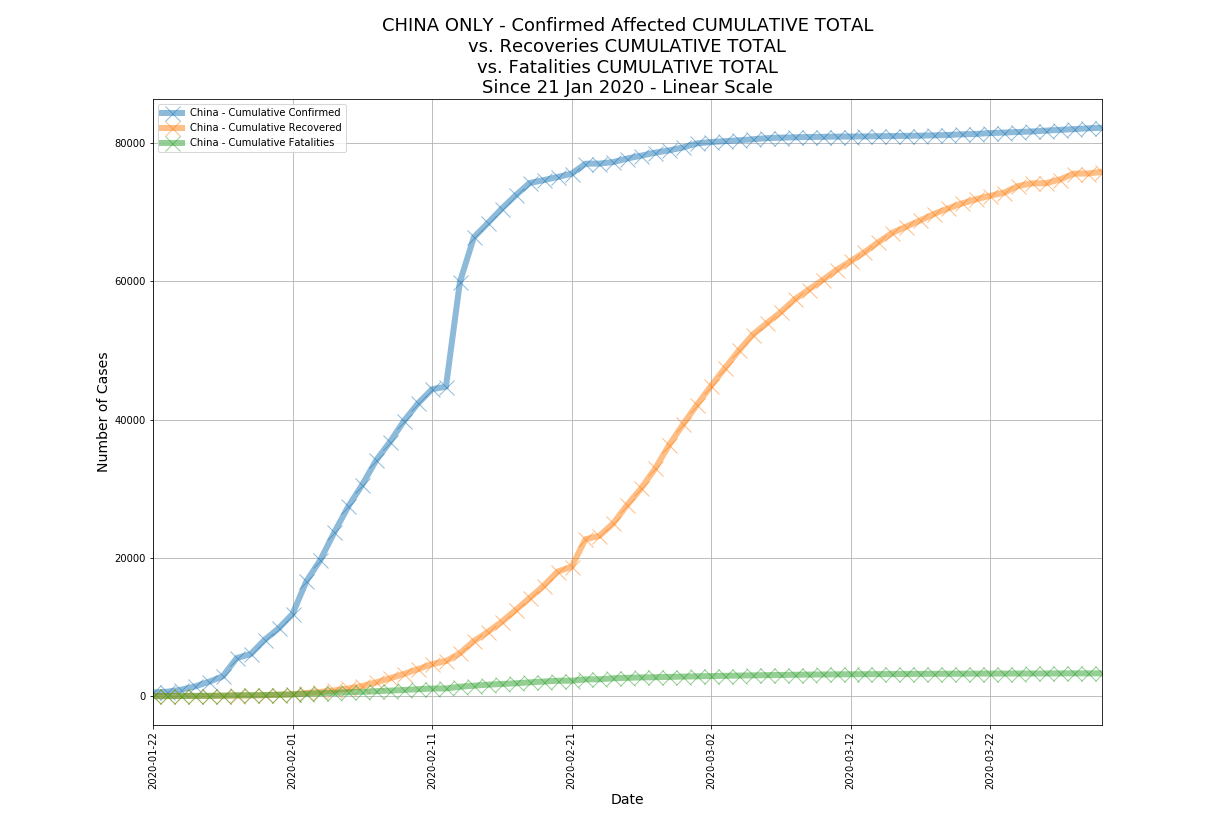 CHINA ONLY - Confirmed Affected CUMULATIVE TOTAL
vs. Recoveries CUMULATIVE TOTAL
vs. Fatalities CUMULATIVE TOTAL
Since 21 Jan 2020 - Linear Scale
China - Cumulative Confirmed
China - Cumulative Recovered
China - Cumulative Fatalities
80000
60000
40000
20000
0
Number of Cases
2020-01-22
2020-02-01
2020-02-11
2020-02-21
2020-03-02
2020-03-12
2020-03-22
Date